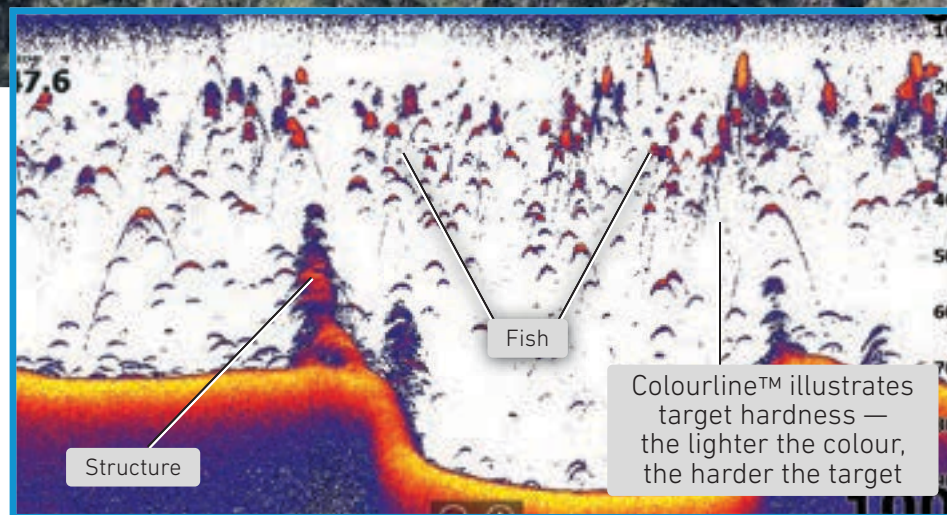 47.6
Fish
Colourline™ illustrates
target hardness —
the lighter the colour,
the harder the target
Structure